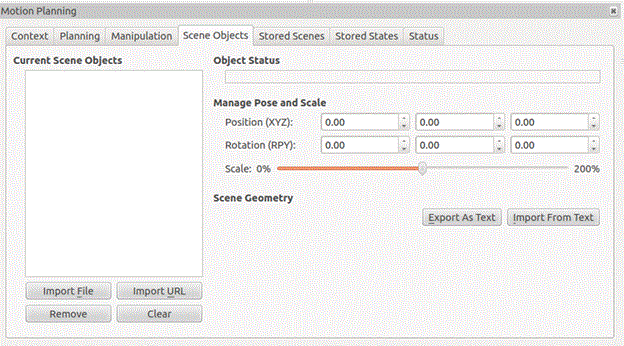 Motion Planning
Context Planning Manipulation Scene Objects Stored Scenes Stored States Status
Current Scene Objects
Object Status
Manage Pose and Scale
Position (XYZ): 0.00 0.00 0.00
Rotation (RPY): 0.00 0.00 0.00
Scale: 0% 200%
Scene Geometry
Export As Text Import From Text
Import File Import URL
Remove Clear